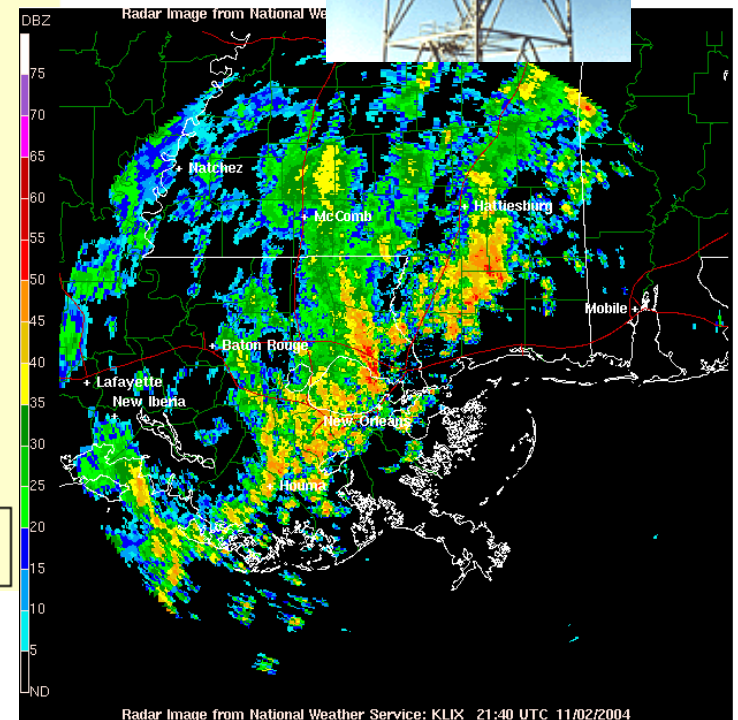 DBZ
Radar Image from National We
75
70
65
60
55
50
45
40
35
30
25
20
15
10
5
ND
Natchez
McComb
Hattiesburg
Mobile
Baton Rouge
Lafayette
New Iberia
New Orleans
Houma
Radar Image from National Weather Service: KLIX 21:40 UTC 11/02/2004